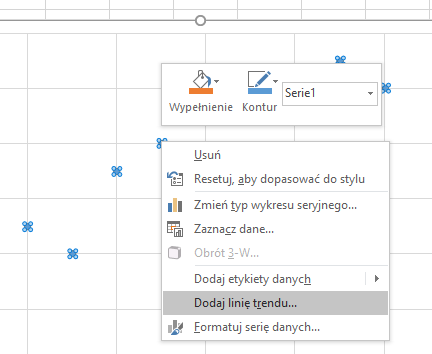 Wypełnienie Kontur Serie1
Usuń
Resetuj, aby dopasować do stylu
Zmień typ wykresu seryjnego...
Zaznacz dane...
Obrót 3-W...
Dodaj etykiety danych
Dodaj linię trendu...
Formatuj serię danych...